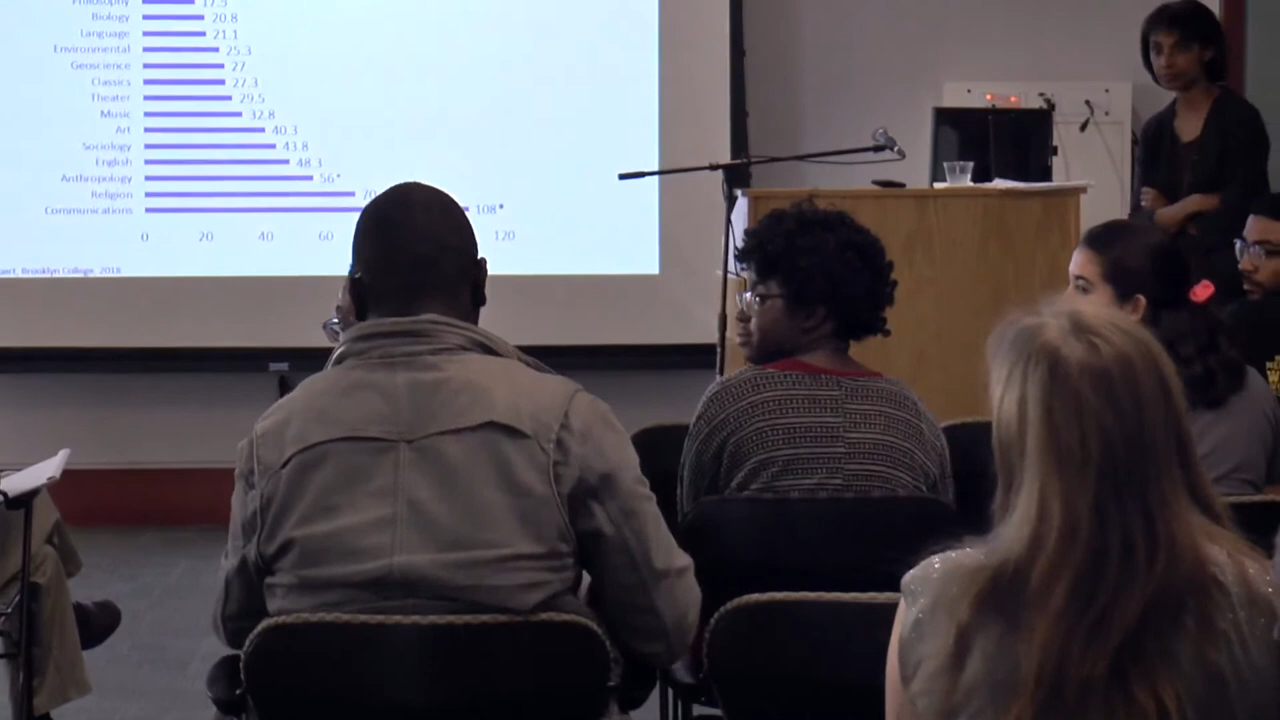 Philosophy 17.5
Biology 20.8
Language 21.1
Environmental 25.3
Geoscience 27
Classics 27.3
Theater 29.5
Music 32.8
Art 40.3
Sociology 43.8
English 48.3
Anthropology 56*
Religion 70
Communications 108*
0 20 40 60 120
Brooklyn College, 2018